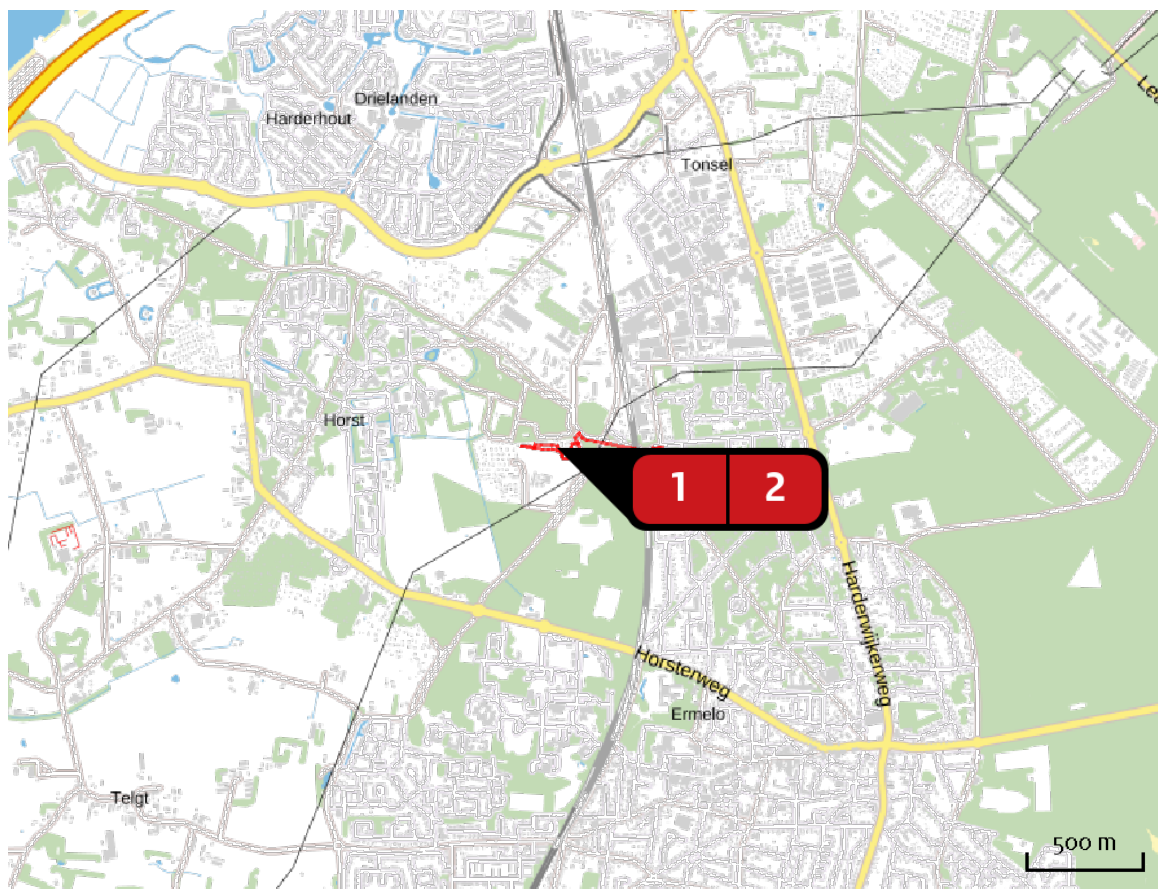 Drielanden
Harderhout
Tonsel
Horst
1 2
Harderwijkerweg
Horsterweg
Ermelo
Telgt
500 m